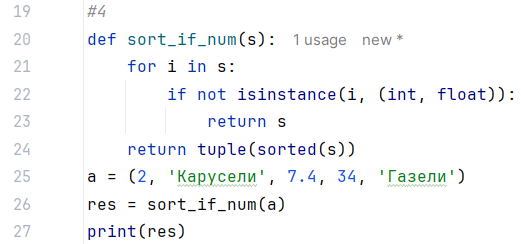 19 #4
20 def sort_if_num(s): 1 usage new *
21 for i in s:
22 if not isinstance(i, (int, float)):
23 return s
24 return tuple(sorted(s))
25 a = (2, 'Карусели', 7.4, 34, 'Газели')
26 res = sort_if_num(a)
27 print(res)